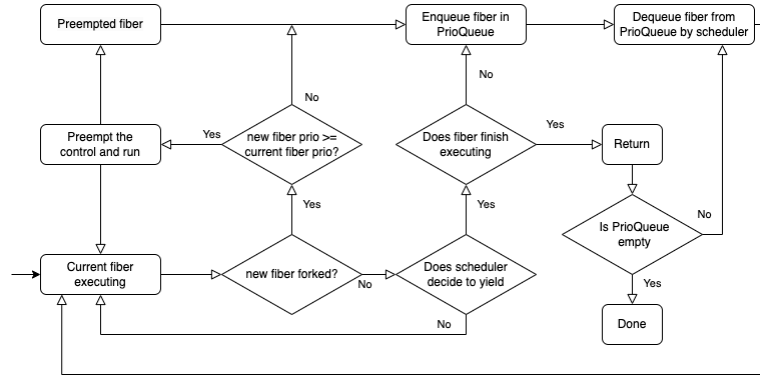 Preempted fiber
Enqueue fiber in
PrioQueue
Dequeue fiber from
PrioQueue by scheduler
No
No
Preempt the
control and run
Yes
new fiber prio >=
current fiber prio?
Does fiber finish
executing
Yes
Return
Yes
Yes
Is PrioQueue
empty
No
Current fiber
executing
new fiber forked?
No
Does scheduler
decide to yield
Yes
No
Done